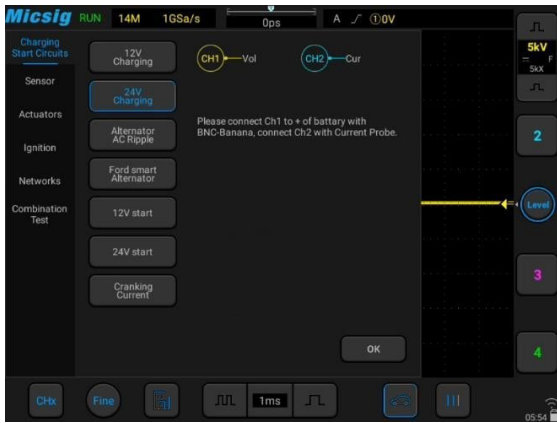 Micsig RUN 14M 1GSa/s 0ps A ①0V
Charging
Start Circuits
Sensor
Actuators
Ignition
Networks
Combination
Test
12V
Charging
24V
Charging
Alternator
AC Ripple
Ford smart
Alternator
12V start
24V start
Cranking
Current
CH1 Vol CH2 Cur
Please connect Ch1 to + of battary with
BNC-Banana, connect Ch2 with Current Probe.
OK
5kV
F
5kX
2
Level
3
4
CHx Fine 1ms
05:54